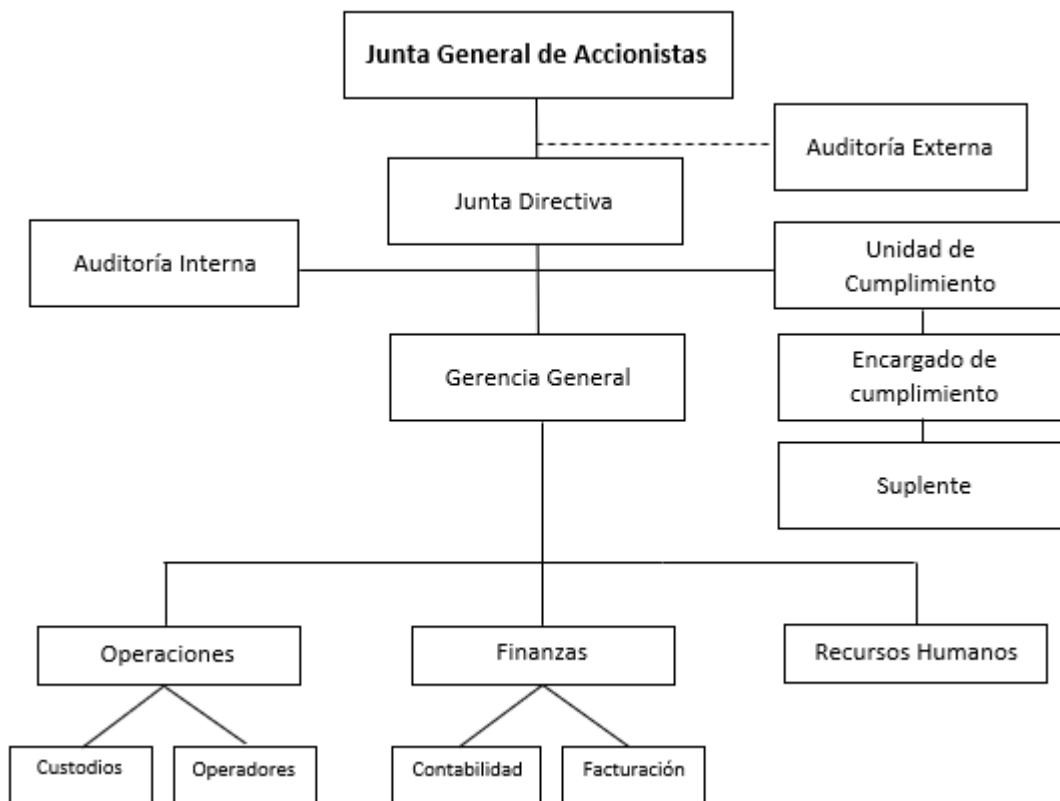 Junta General de Accionistas
Auditoría Externa
Junta Directiva
Auditoría Interna
Unidad de
Cumplimiento
Gerencia General
Encargado de
cumplimiento
Suplente
Operaciones
Finanzas
Recursos Humanos
Custodios
Operadores
Contabilidad
Facturación